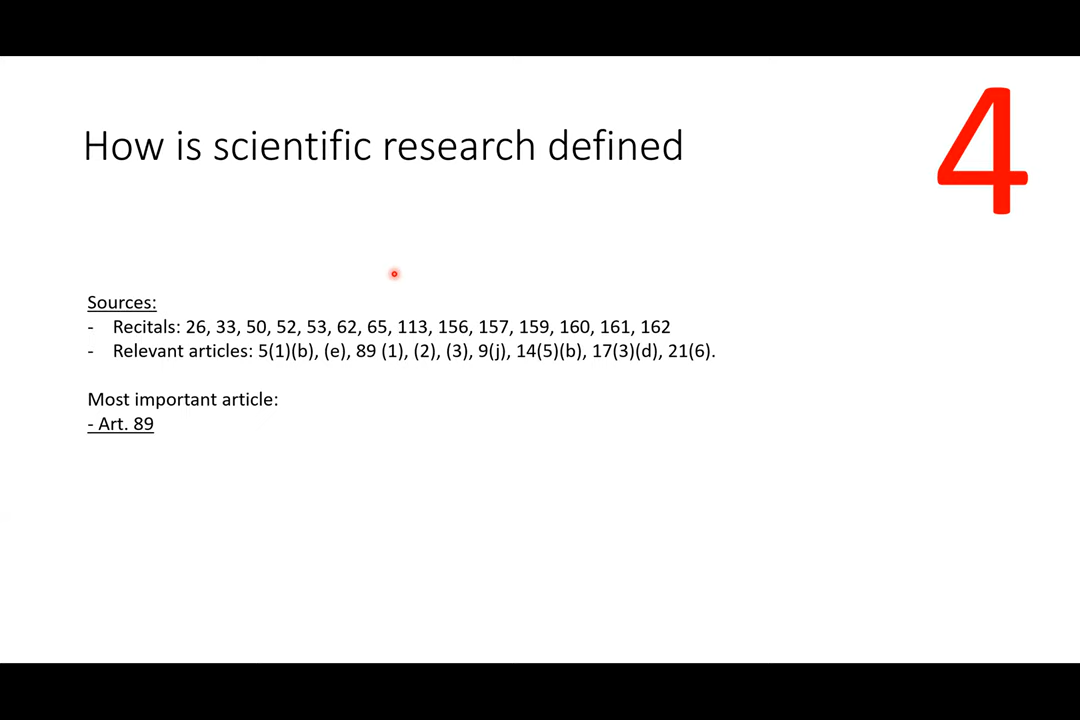 How is scientific research defined
4
Sources:
- Recitals: 26, 33, 50, 52, 53, 62, 65, 113, 156, 157, 159, 160, 161, 162
- Relevant articles: 5(1)(b), (e), 89 (1), (2), (3), 9(j), 14(5)(b), 17(3)(d), 21(6).
Most important article:
- Art. 89